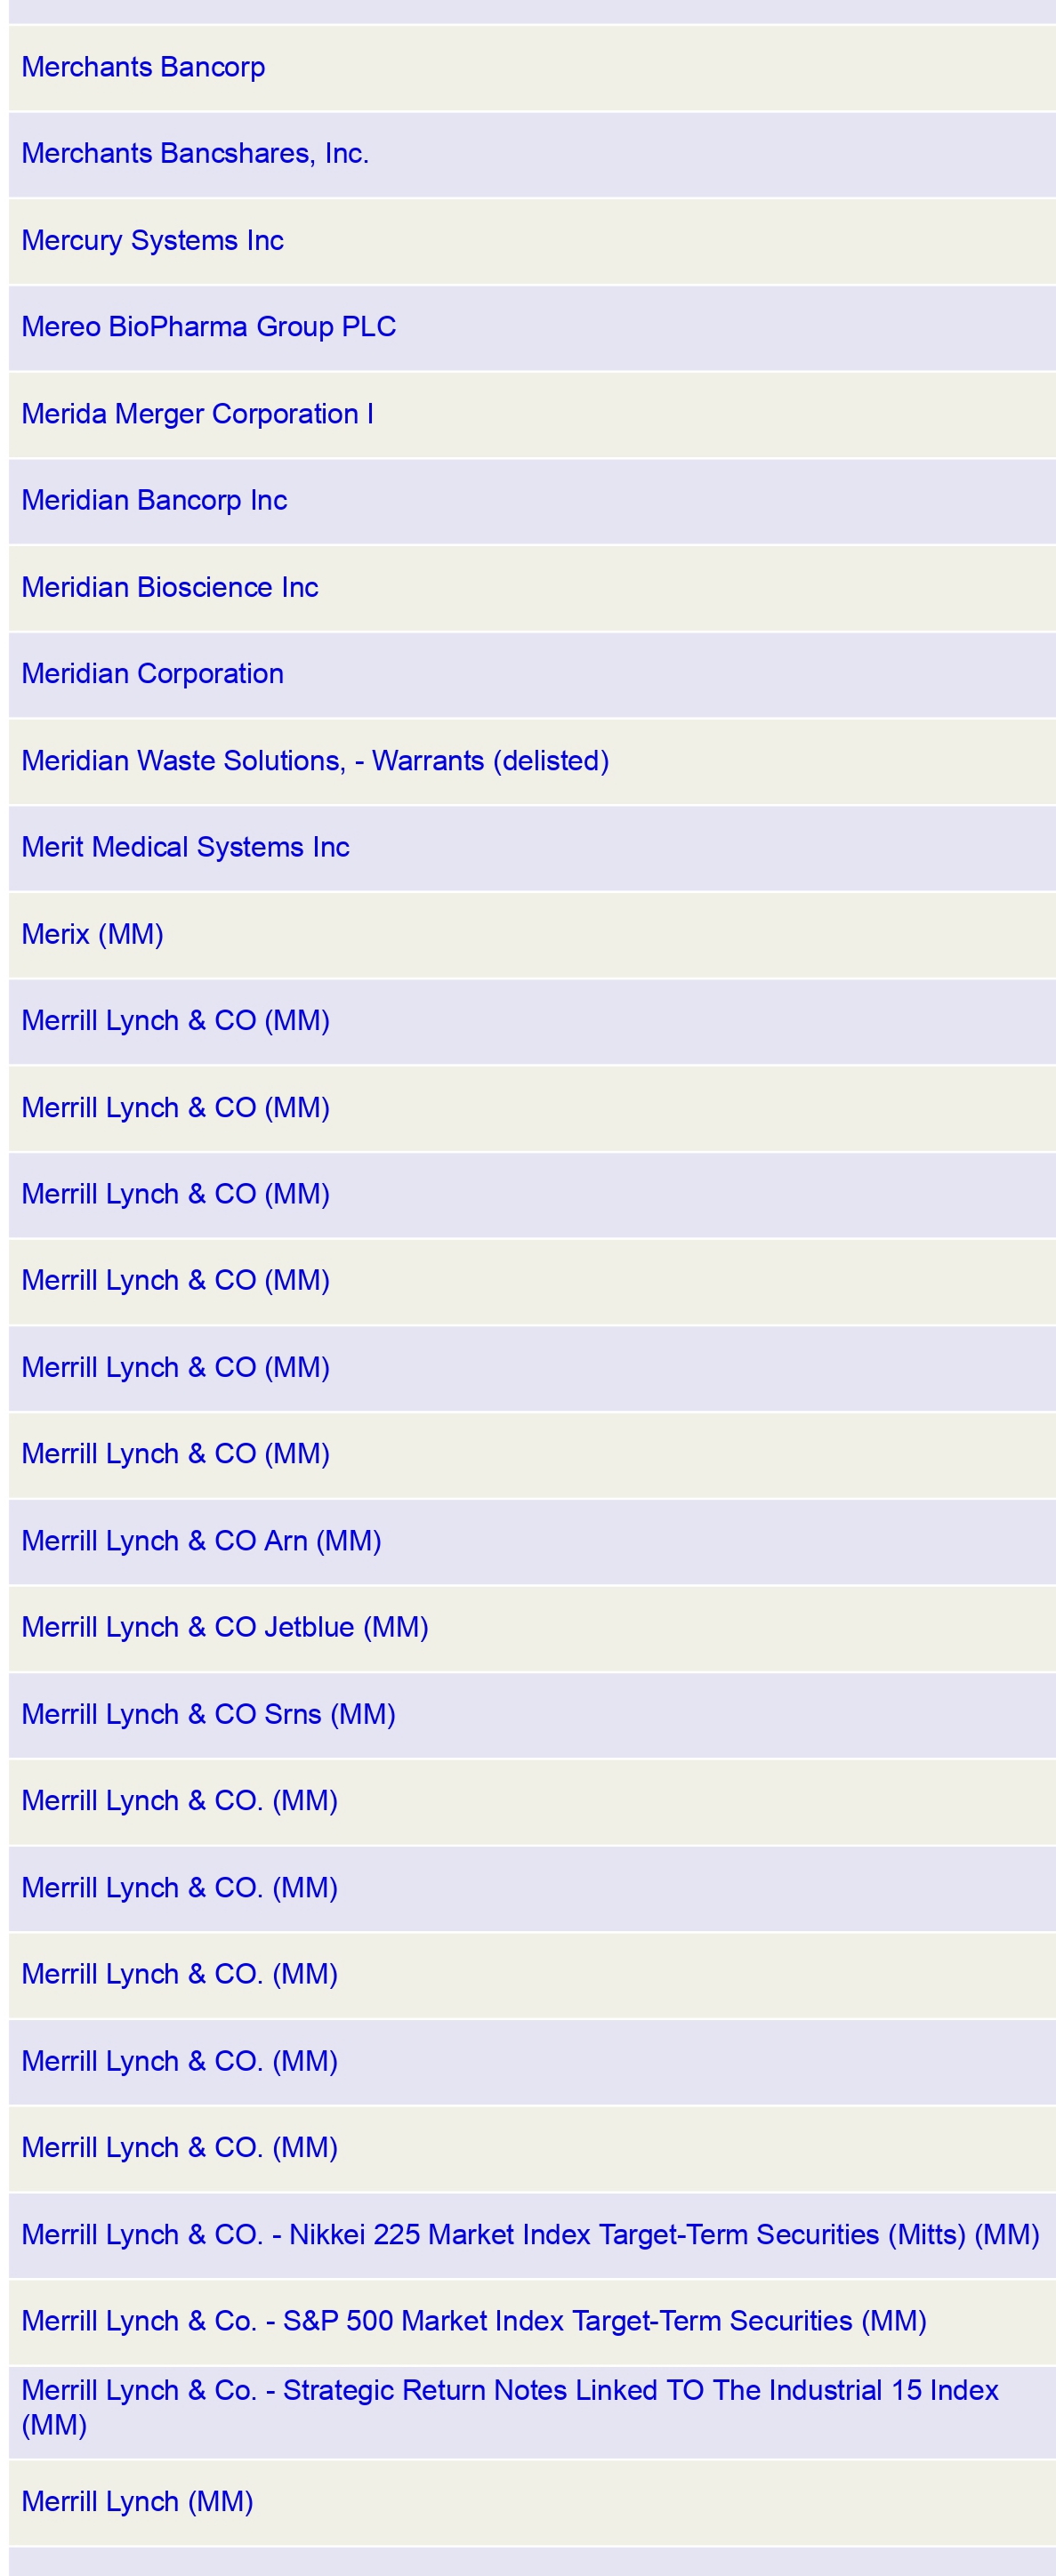 Merchants Bancorp
Merchants Bancshares, Inc.
Mercury Systems Inc
Mereo BioPharma Group PLC
Merida Merger Corporation I
Meridian Bancorp Inc
Meridian Bioscience Inc
Meridian Corporation
Meridian Waste Solutions, - Warrants (delisted)
Merit Medical Systems Inc
Merix (MM)
Merrill Lynch & CO (MM)
Merrill Lynch & CO (MM)
Merrill Lynch & CO (MM)
Merrill Lynch & CO (MM)
Merrill Lynch & CO (MM)
Merrill Lynch & CO (MM)
Merrill Lynch & CO Arn (MM)
Merrill Lynch & CO Jetblue (MM)
Merrill Lynch & CO Srns (MM)
Merrill Lynch & CO. (MM)
Merrill Lynch & CO. (MM)
Merrill Lynch & CO. (MM)
Merrill Lynch & CO. (MM)
Merrill Lynch & CO. (MM)
Merrill Lynch & CO. - Nikkei 225 Market Index Target-Term Securities (Mitts) (MM)
Merrill Lynch & Co. - S&P 500 Market Index Target-Term Securities (MM)
Merrill Lynch & Co. - Strategic Return Notes Linked TO The Industrial 15 Index
(MM)
Merrill Lynch (MM)